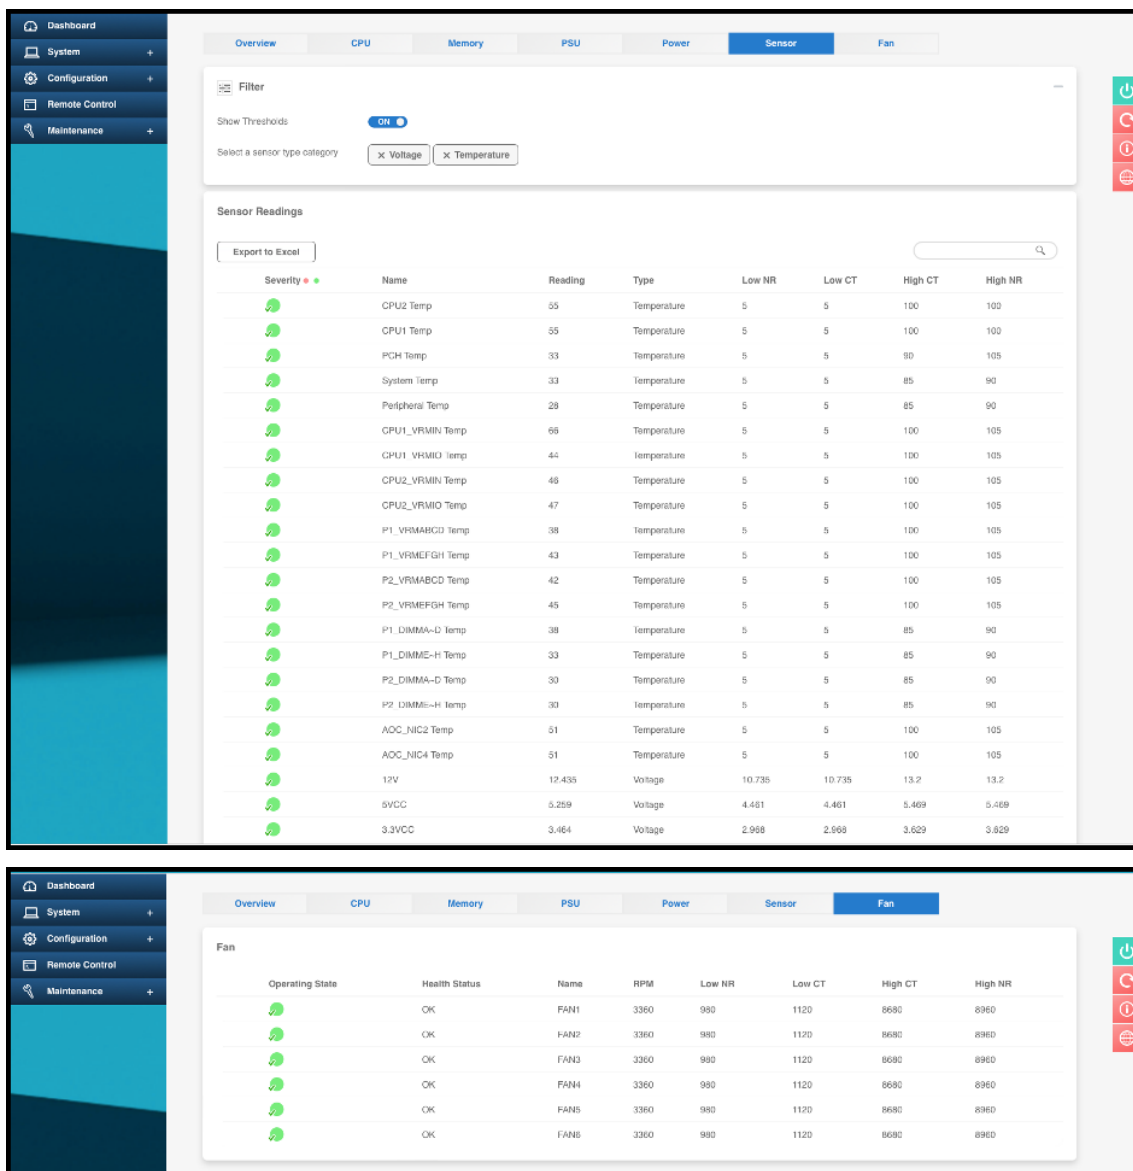 Dashboard
System +
Configuration +
Remote Control
Maintenance +
Overview CPU Memory PSU Power Sensor Fan
Filter
Show Thresholds ON
Select a sensor type category × Voltage × Temperature
Sensor Readings
Export to Excel
Severity Name Reading Type Low NR Low CT High CT High NR
CPU2 Temp 55 Temperature 5 5 100 100
CPU1 Temp 55 Temperature 5 5 100 100
PCH Temp 33 Temperature 5 5 90 105
System Temp 33 Temperature 5 5 85 90
Peripheral Temp 28 Temperature 5 5 85 90
CPU1_VRMIN Temp 66 Temperature 5 5 100 105
CPU1_VRMIO Temp 44 Temperature 5 5 100 105
CPU2_VRMIN Temp 46 Temperature 5 5 100 105
CPU2_VRMIO Temp 47 Temperature 5 5 100 105
P1_VRMABCD Temp 38 Temperature 5 5 100 105
P1_VRMEFGH Temp 43 Temperature 5 5 100 105
P2_VRMABCD Temp 42 Temperature 5 5 100 105
P2_VRMEFGH Temp 45 Temperature 5 5 100 105
P1_DIMMA~D Temp 38 Temperature 5 5 85 90
P1_DIMME~H Temp 33 Temperature 5 5 85 90
P2_DIMMA~D Temp 30 Temperature 5 5 85 90
P2_DIMME~H Temp 30 Temperature 5 5 85 90
AOC_NIC2 Temp 51 Temperature 5 5 100 105
AOC_NIC4 Temp 51 Temperature 5 5 100 105
12V 12.435 Voltage 10.735 10.735 13.2 13.2
5VCC 5.259 Voltage 4.461 4.461 5.469 5.469
3.3VCC 3.464 Voltage 2.968 2.968 3.629 3.629
Dashboard
System +
Configuration +
Remote Control
Maintenance +
Overview CPU Memory PSU Power Sensor Fan
Fan
Operating State Health Status Name RPM Low NR Low CT High CT High NR
OK FAN1 3360 980 1120 8680 8960
OK FAN2 3360 980 1120 8680 8960
OK FAN3 3360 980 1120 8680 8960
OK FAN4 3360 980 1120 8680 8960
OK FAN5 3360 980 1120 8680 8960
OK FAN6 3360 980 1120 8680 8960